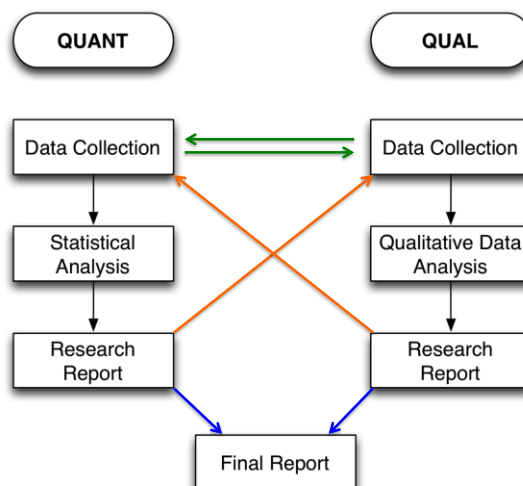 QUANT
QUAL
Data Collection
Data Collection
Statistical
Analysis
Qualitative Data
Analysis
Research
Report
Research
Report
Final Report